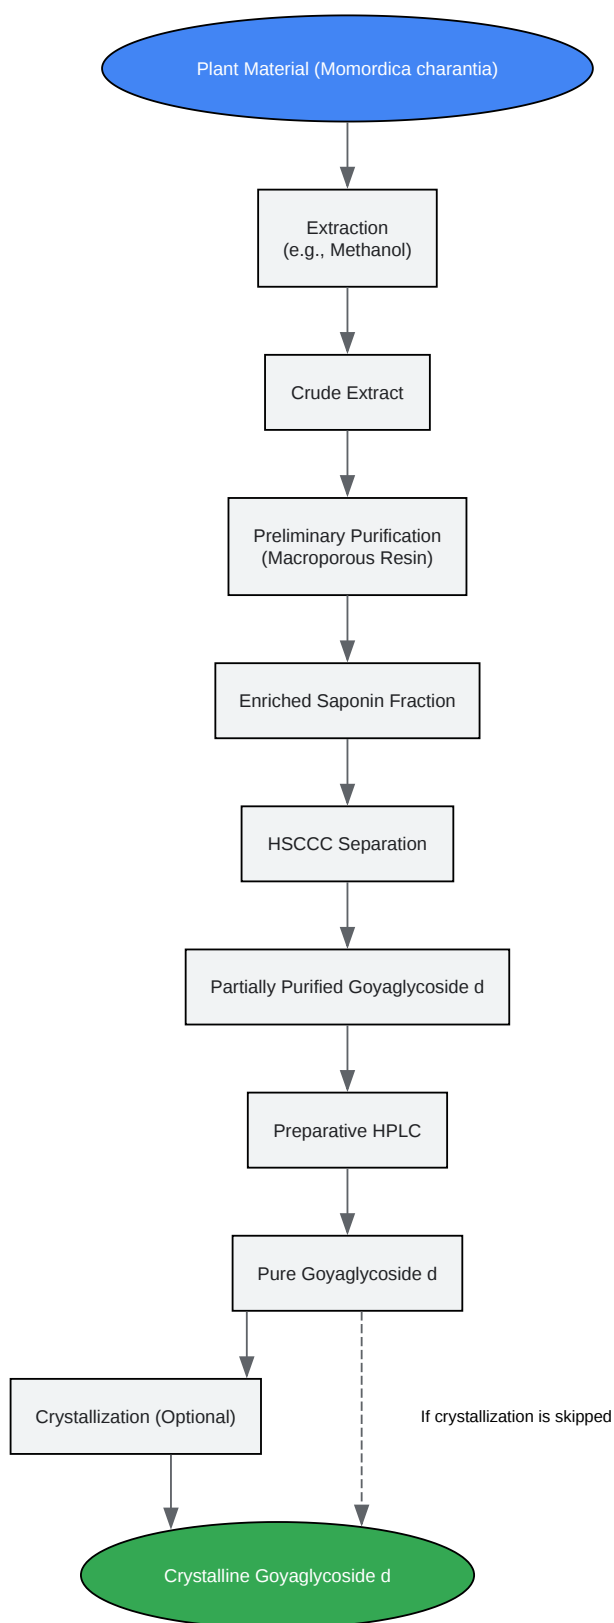 Plant Material (Momordica charantia)
Extraction
(e.g., Methanol)
Crude Extract
Preliminary Purification
(Macroporous Resin)
Enriched Saponin Fraction
HSCCC Separation
Partially Purified Goyaglycoside d
Preparative HPLC
Pure Goyaglycoside d
Crystallization (Optional)
If crystallization is skipped
Crystalline Goyaglycoside d